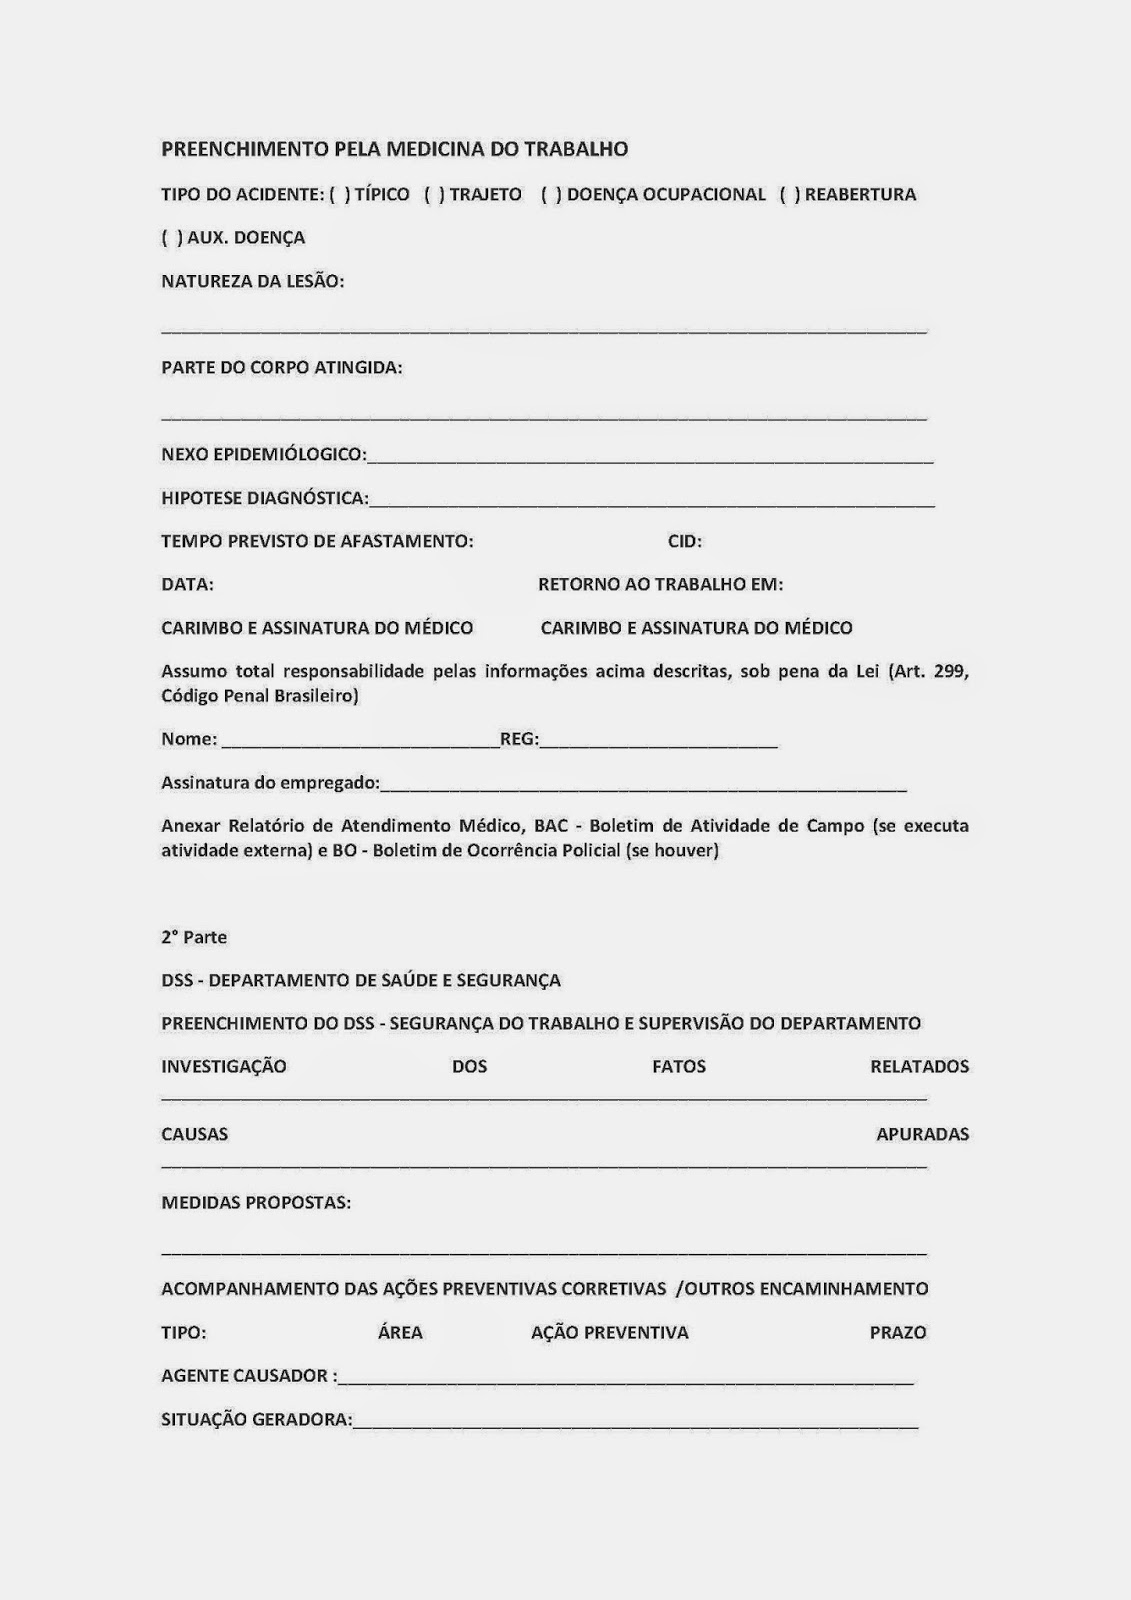 PREENCHIMENTO PELA MEDICINA DO TRABALHO
TIPO DO ACIDENTE: ( ) TÍPICO ( ) TRAJETO ( ) DOENÇA OCUPACIONAL ( ) REABERTURA
( ) AUX. DOENÇA
NATUREZA DA LESÃO:
PARTE DO CORPO ATINGIDA:
NEXO EPIDEMIÓLOGICO:
HIPOTESE DIAGNÓSTICA:
TEMPO PREVISTO DE AFASTAMENTO: CID:
DATA: RETORNO AO TRABALHO EM:
CARIMBO E ASSINATURA DO MÉDICO CARIMBO E ASSINATURA DO MÉDICO
Assumo total responsabilidade pelas informações acima descritas, sob pena da Lei (Art. 299,
Código Penal Brasileiro)
Nome: ____________________________REG:________________________
Assinatura do empregado:
Anexar Relatório de Atendimento Médico, BAC - Boletim de Atividade de Campo (se executa
atividade externa) e BO - Boletim de Ocorrência Policial (se houver)
2° Parte
DSS - DEPARTAMENTO DE SAÚDE E SEGURANÇA
PREENCHIMENTO DO DSS - SEGURANÇA DO TRABALHO E SUPERVISÃO DO DEPARTAMENTO
INVESTIGAÇÃO DOS FATOS RELATADOS
CAUSAS APURADAS
MEDIDAS PROPOSTAS:
ACOMPANHAMENTO DAS AÇÕES PREVENTIVAS CORRETIVAS /OUTROS ENCAMINHAMENTO
TIPO: ÁREA AÇÃO PREVENTIVA PRAZO
AGENTE CAUSADOR :
SITUAÇÃO GERADORA: